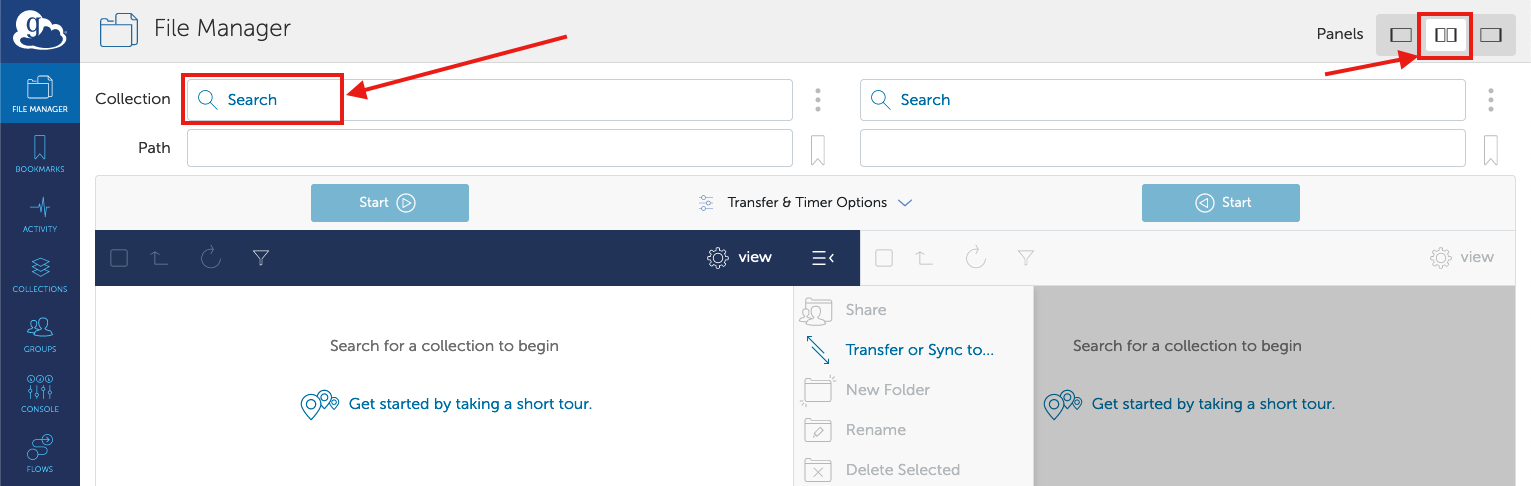 g
File Manager
Panels
FILE MANAGER
BOOKMARKS
ACTIVITY
COLLECTIONS
GROUPS
CONSOLE
FLOWS
Collection
Search
Search
Path
Start
Transfer & Timer Options
Start
view
view
Search for a collection to begin
Get started by taking a short tour.
Share
Transfer or Sync to...
New Folder
Rename
Delete Selected
Search for a collection to begin
Get started by taking a short tour.